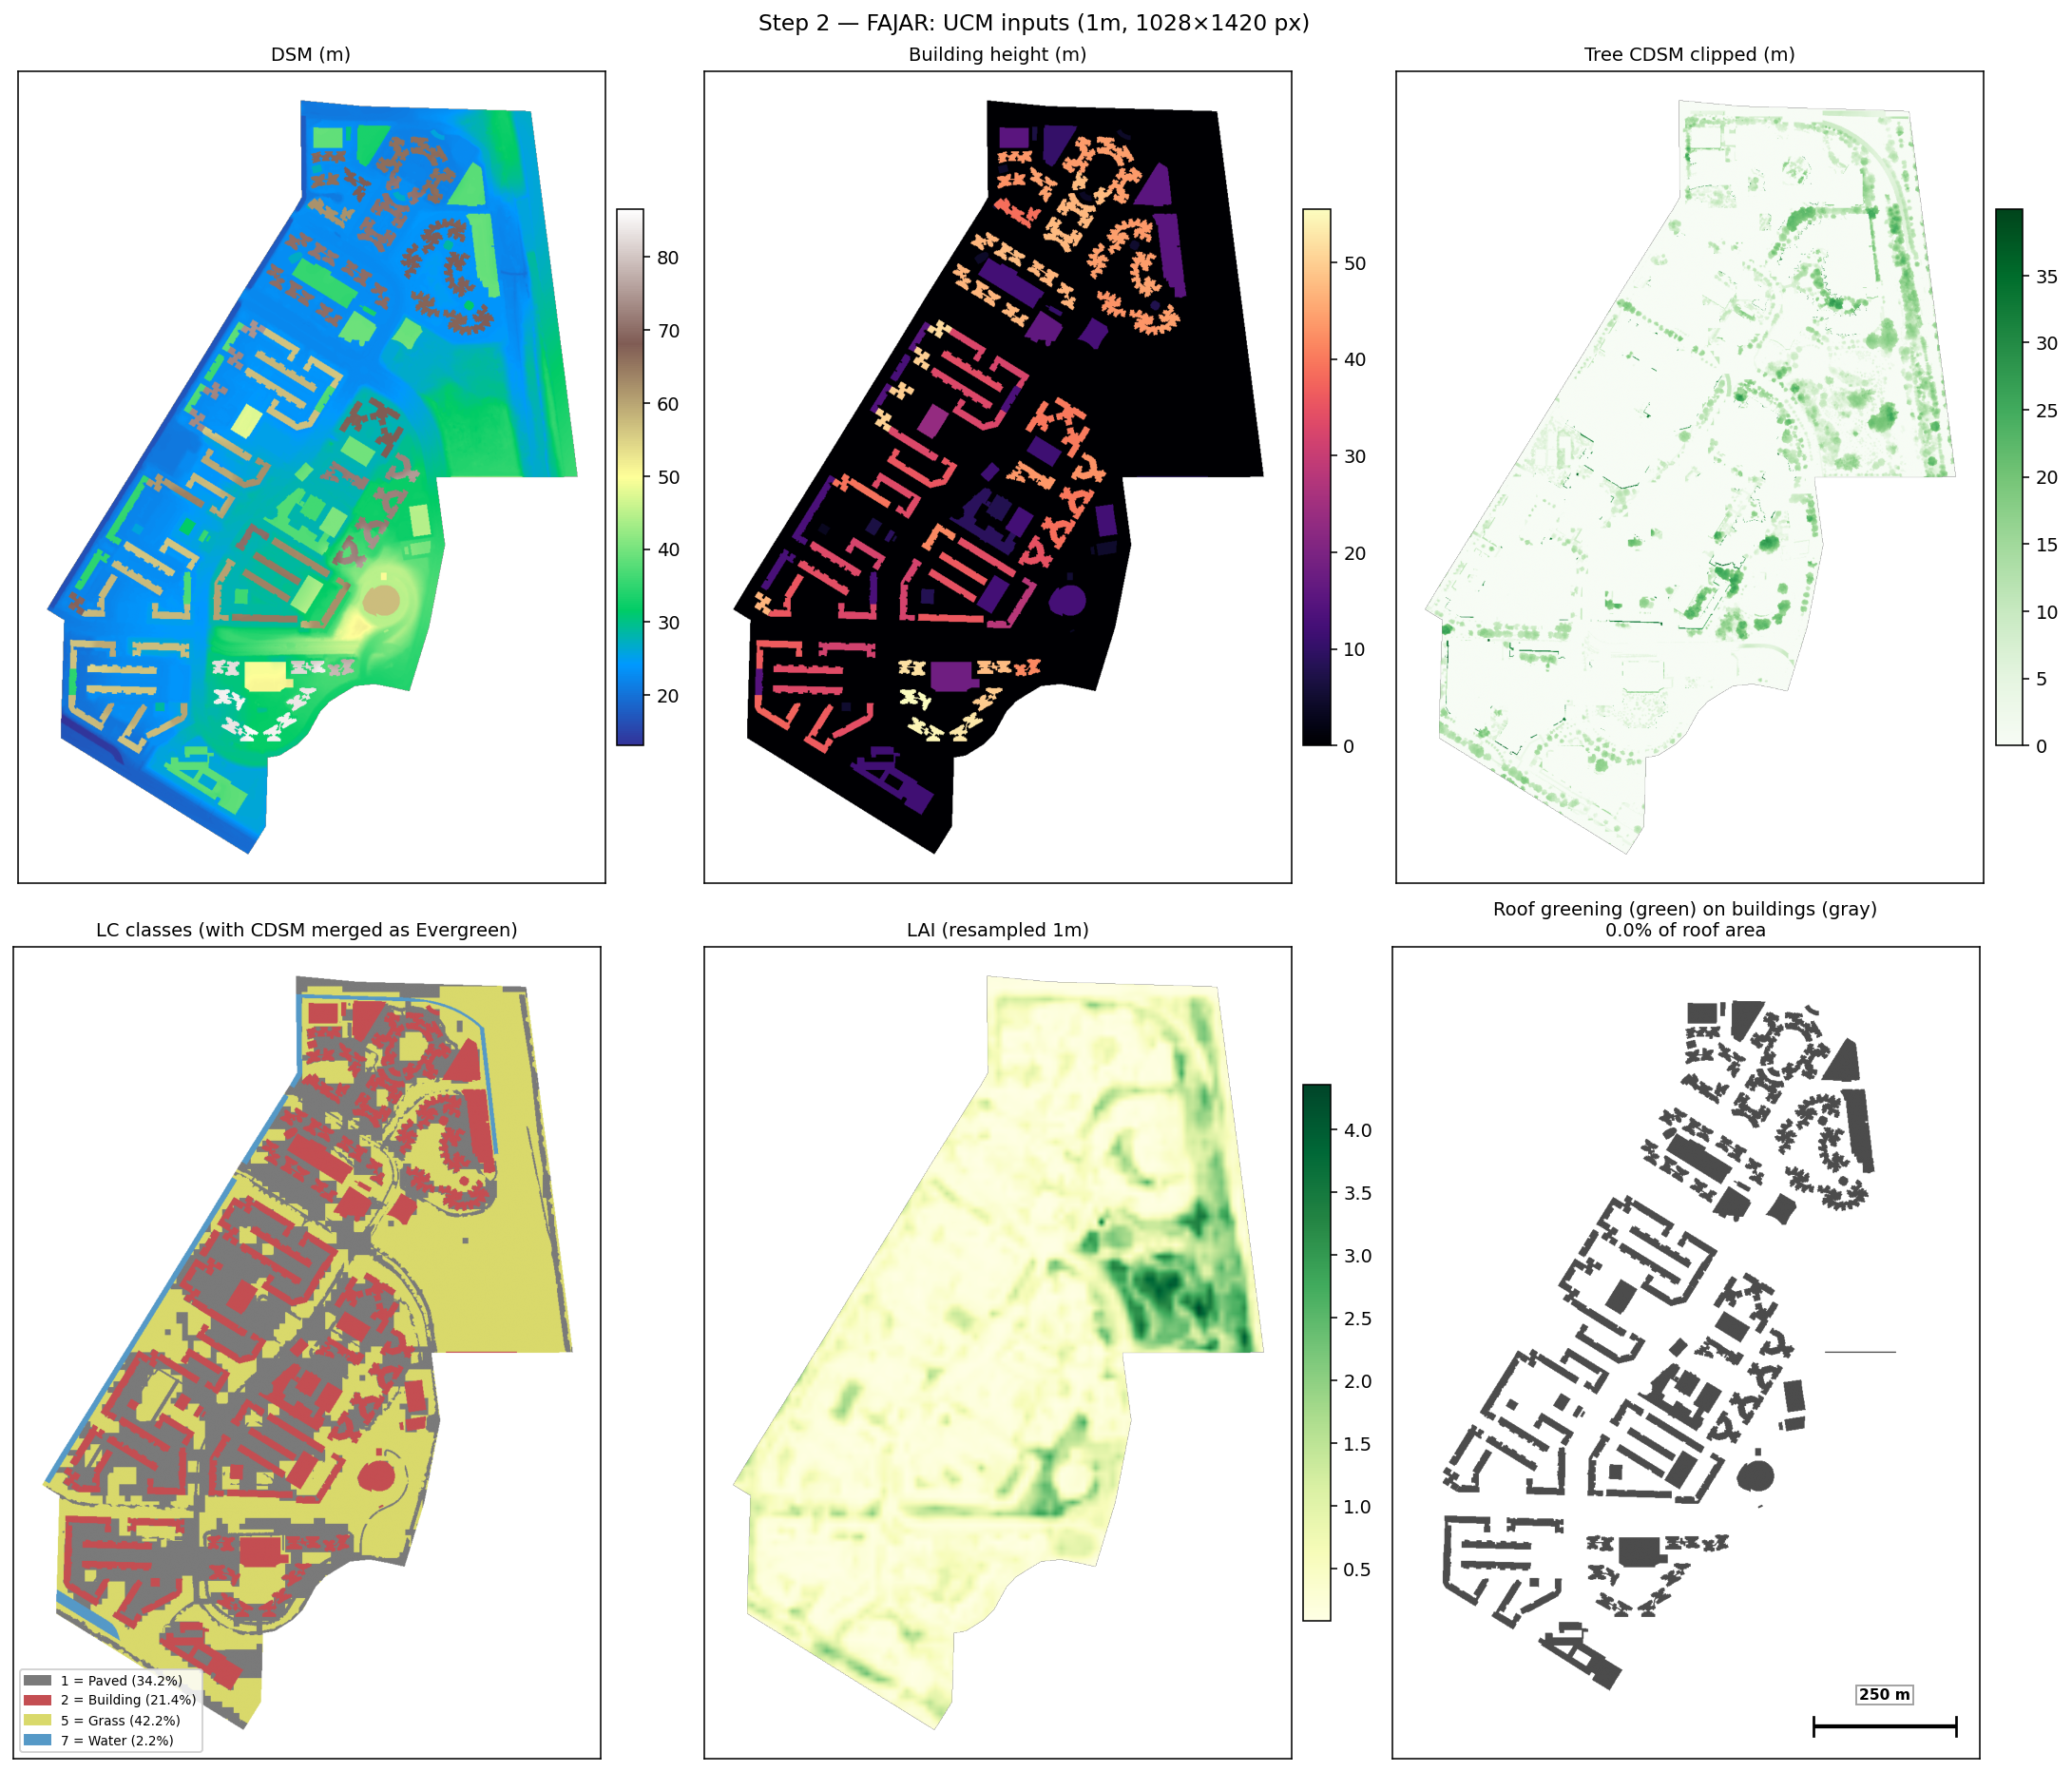 Step 2 — FAJAR: UCM inputs (1m, 1028×1420 px)
DSM (m)
80
70
60
50
40
30
20
Building height (m)
50
40
30
20
10
0
Tree CDSM clipped (m)
35
30
25
20
15
10
5
0
LC classes (with CDSM merged as Evergreen)
1 = Paved (34.2%)
2 = Building (21.4%)
5 = Grass (42.2%)
7 = Water (2.2%)
LAI (resampled 1m)
4.0
3.5
3.0
2.5
2.0
1.5
1.0
0.5
Roof greening (green) on buildings (gray)
0.0% of roof area
250 m